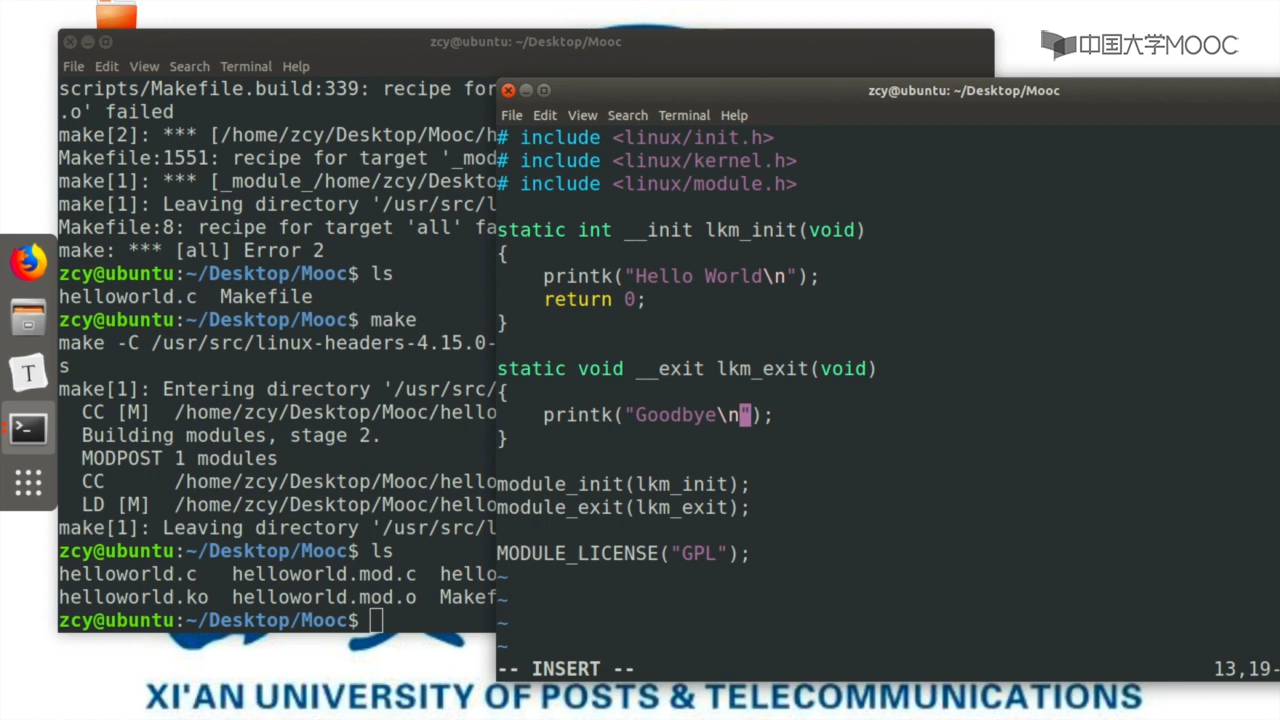 中国大学MOOC
zcy@ubuntu: ~/Desktop/Mooc
File Edit View Search Terminal Help
scripts/Makefile.build:339: recipe for
.o' failed
make[2]: *** [/home/zcy/Desktop/Mooc/h
Makefile:1551: recipe for target '_mod
make[1]: *** [_module_/home/zcy/Deskto
make[1]: Leaving directory '/usr/src/l
Makefile:8: recipe for target 'all' fa
make: *** [all] Error 2
zcy@ubuntu:~/Desktop/Mooc$ ls
helloworld.c  Makefile
zcy@ubuntu:~/Desktop/Mooc$ make
make -C /usr/src/linux-headers-4.15.0-
s
make[1]: Entering directory '/usr/src/
  CC [M]  /home/zcy/Desktop/Mooc/hello
  Building modules, stage 2.
  MODPOST 1 modules
  CC      /home/zcy/Desktop/Mooc/hello
  LD [M]  /home/zcy/Desktop/Mooc/hello
make[1]: Leaving directory '/usr/src/l
zcy@ubuntu:~/Desktop/Mooc$ ls
helloworld.c   helloworld.mod.c  hello
helloworld.ko  helloworld.mod.o  Makef
zcy@ubuntu:~/Desktop/Mooc$
zcy@ubuntu: ~/Desktop/Mooc
File Edit View Search Terminal Help
# include <linux/init.h>
# include <linux/kernel.h>
# include <linux/module.h>
static int __init lkm_init(void)
{
    printk("Hello World\n");
    return 0;
}
static void __exit lkm_exit(void)
{
    printk("Goodbye\n");
}
module_init(lkm_init);
module_exit(lkm_exit);
MODULE_LICENSE("GPL");
~
~
~
~
-- INSERT --
13,19-
XI'AN UNIVERSITY OF POSTS & TELECOMMUNICATIONS